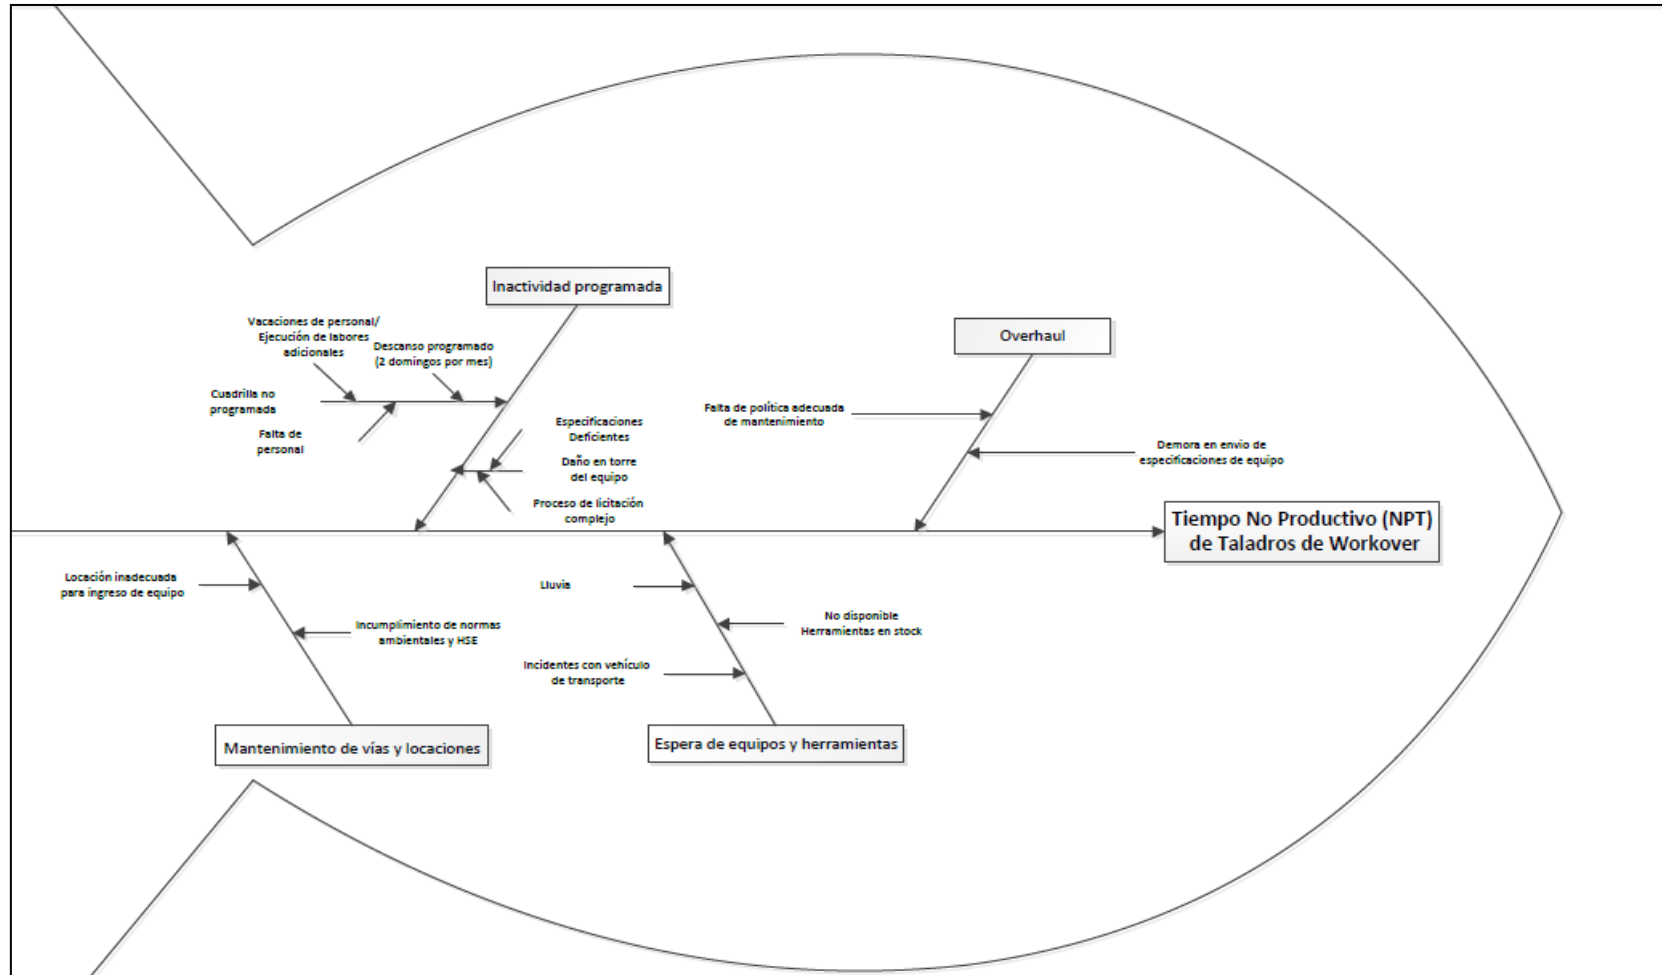 Inactividad programada
Vacaciones de personal/
Ejecución de labores
adicionales
Descanso programado
(2 domingos por mes)
Cuadrilla no
programada
Falta de
personal
Especificaciones
Deficientes
Daño en torre
del equipo
Proceso de licitación
complejo
Overhaul
Falta de política adecuada
de mantenimiento
Demora en envio de
especificaciones de equipo
Tiempo No Productivo (NPT)
de Taladros de Workover
Locación inadecuada
para ingreso de equipo
Incumplimiento de normas
ambientales y HSE
Mantenimiento de vías y locaciones
Lluvia
No disponible
Herramientas en stock
Incidentes con vehículo
de transporte
Espera de equipos y herramientas